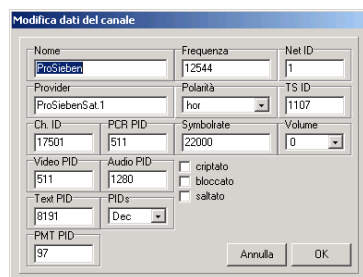 Modifica dati del canale
Nome Frequenza Net ID
ProSieben 12544 1
Provider Polarità TS ID
ProSiebenSat.1 hor 1107
Ch. ID PCR PID Symbolrate Volume
17501 511 22000 0
Video PID Audio PID
511 1280
criptato
bloccato
saltato
Text PID PIDs
8191 Dec
PMT PID
97
Annulla OK